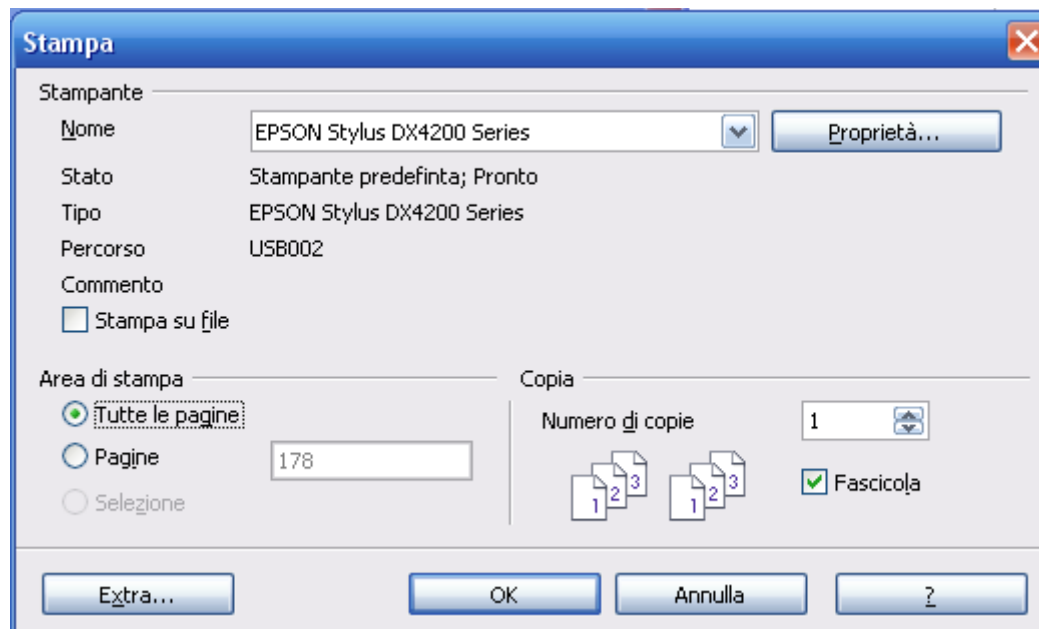 Stampa
Stampante
Nome EPSON Stylus DX4200 Series Proprietà...
Stato Stampante predefinta; Pronto
Tipo EPSON Stylus DX4200 Series
Percorso USB002
Commento
Stampa su file
Area di stampa Copia
Tutte le pagine Numero di copie 1
Pagine 178 1 2 3 1 2 3 Fascicola
Selezione
Extra... OK Annulla ?